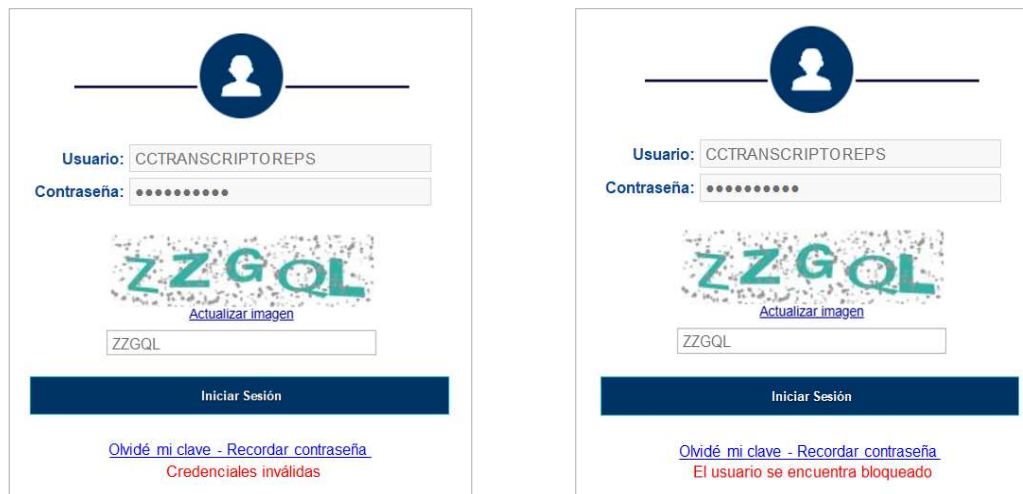 Usuario: CCTRANSCRIPTOREPS
Contraseña: ●●●●●●●●●●
ZZGQL
Actualizar imagen
ZZGQL
Iniciar Sesión
Olvidé mi clave - Recordar contraseña
Credenciales inválidas
Usuario: CCTRANSCRIPTOREPS
Contraseña: ●●●●●●●●●●
ZZGQL
Actualizar imagen
ZZGQL
Iniciar Sesión
Olvidé mi clave - Recordar contraseña
El usuario se encuentra bloqueado